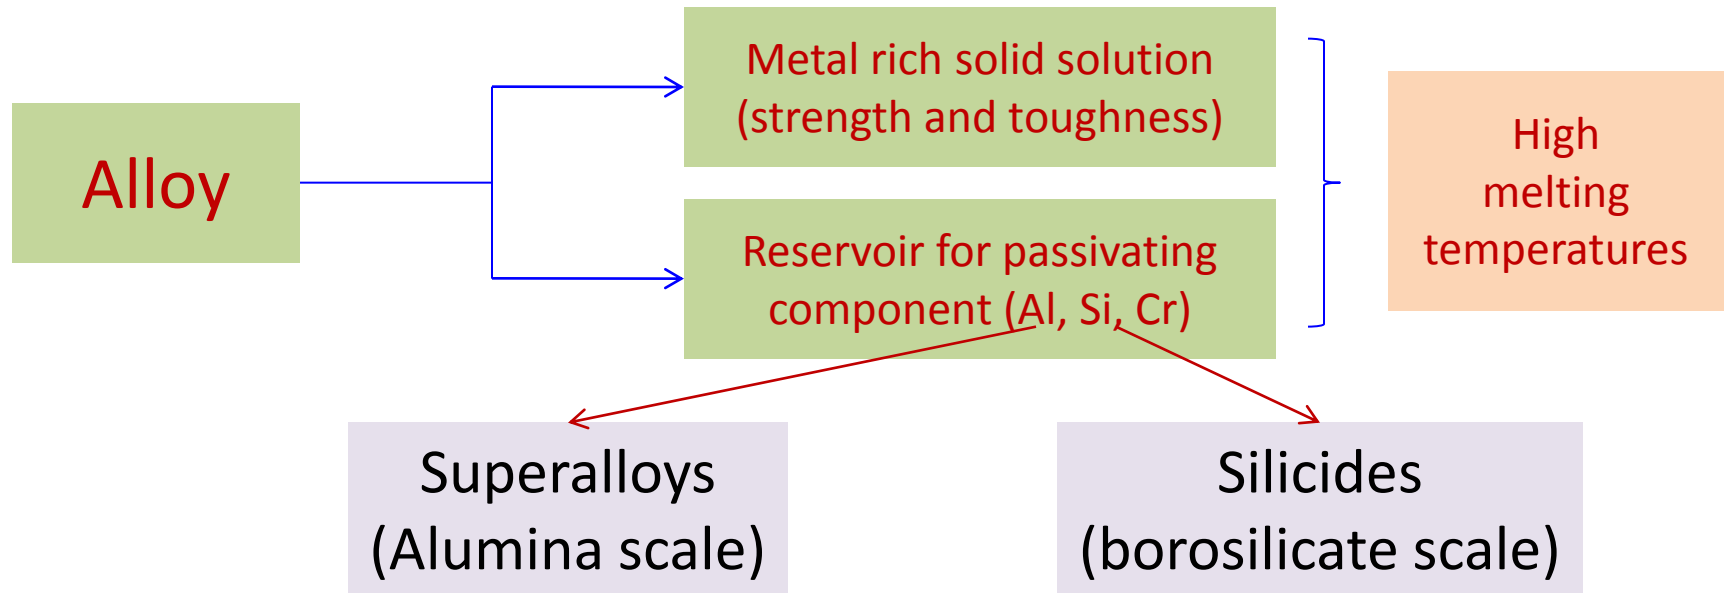 Alloy
Metal rich solid solution
(strength and toughness)
Reservoir for passivating
component (Al, Si, Cr)
High
melting
temperatures
Superalloys
(Alumina scale)
Silicides
(borosilicate scale)